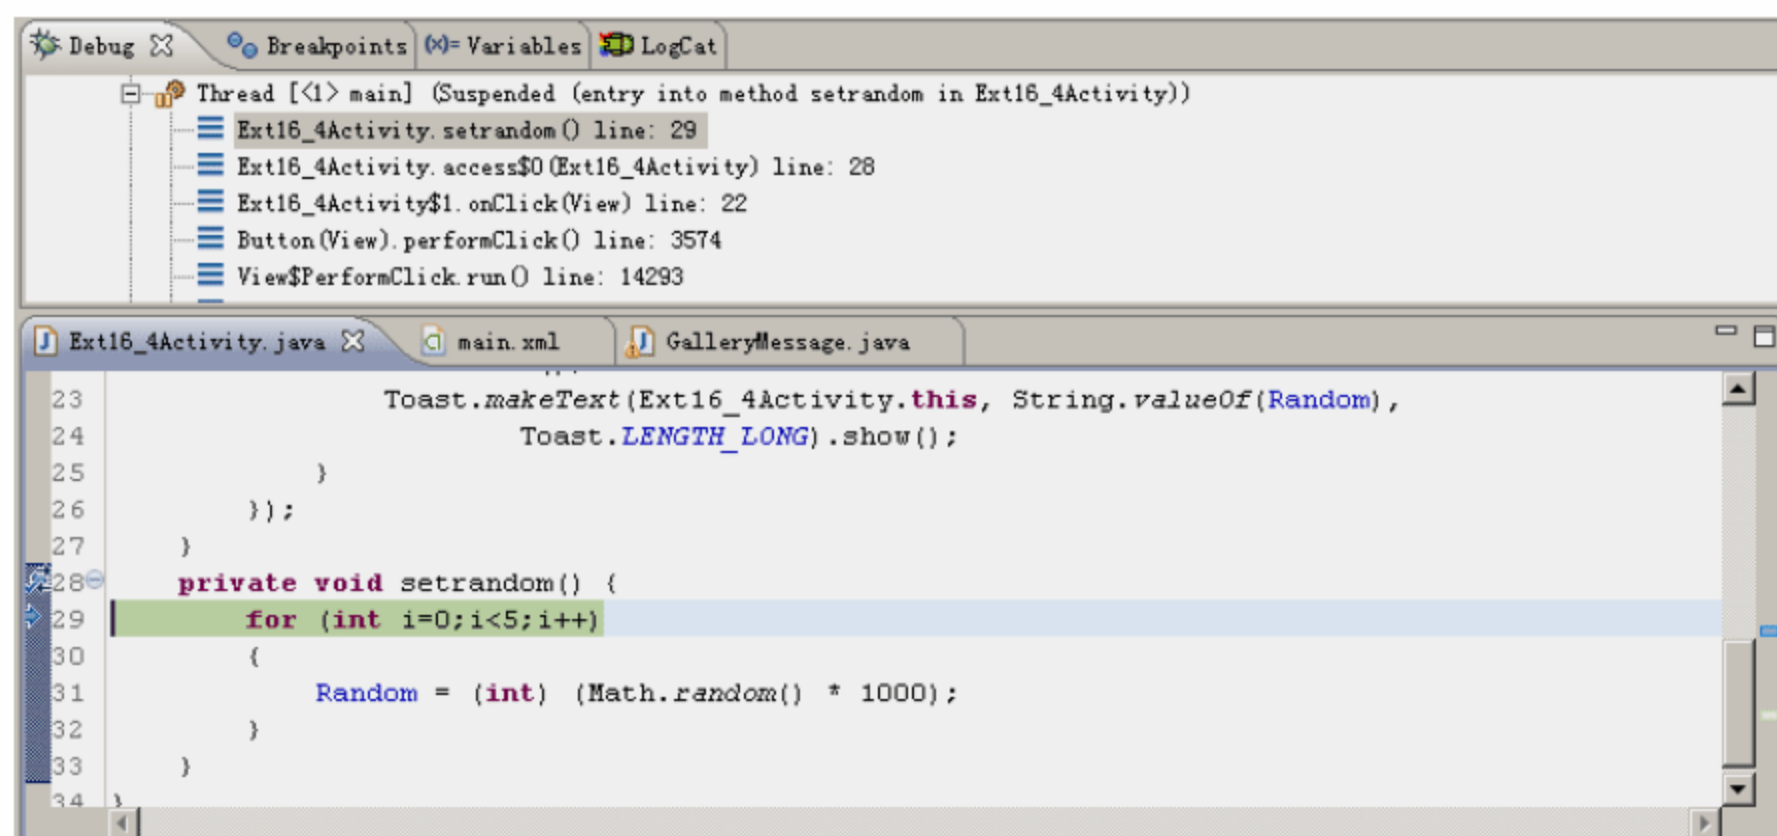 Debug Breakpoints (x)= Variables LogCat
Thread [<1> main] (Suspended (entry into method setrandom in Ext16_4Activity))
Ext16_4Activity.setrandom() line: 29
Ext16_4Activity.access$0(Ext16_4Activity) line: 28
Ext16_4Activity$1.onClick(View) line: 22
Button(View).performClick() line: 3574
View$PerformClick.run() line: 14293
Ext16_4Activity.java main.xml GalleryMessage.java
23 Toast.makeText(Ext16_4Activity.this, String.valueOf(Random),
24 Toast.LENGTH_LONG).show();
25 }
26 });
27 }
28 private void setrandom() {
29 for (int i=0;i<5;i++)
30 {
31 Random = (int) (Math.random() * 1000);
32 }
33 }
34 }